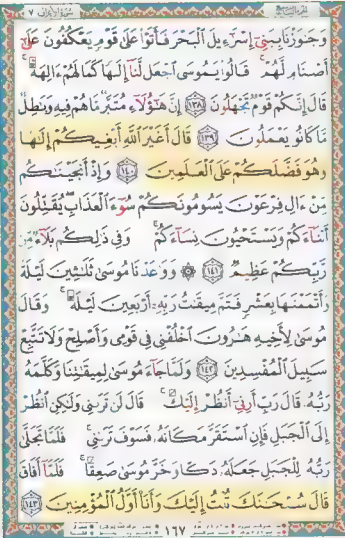 سورة الأعراف ٧
الجزء التاسع
وَجَٰوَزْنَا بِبَنِىٓ إِسْرَٰٓءِيلَ ٱلْبَحْرَ فَأَتَوْا۟ عَلَىٰ قَوْمٍ يَعْكُفُونَ عَلَىٰٓ
أَصْنَامٍ لَّهُمْ ۚ قَالُوا۟ يَٰمُوسَى ٱجْعَل لَّنَآ إِلَٰهًا كَمَا لَهُمْ ءَالِهَةٌ ۚ
قَالَ إِنَّكُمْ قَوْمٌ تَجْهَلُونَ ۝١٣٨ إِنَّ هَٰٓؤُلَآءِ مُتَبَّرٌ مَّا هُمْ فِيهِ وَبَٰطِلٌ
مَّا كَانُوا۟ يَعْمَلُونَ ۝١٣٩ قَالَ أَغَيْرَ ٱللَّهِ أَبْغِيكُمْ إِلَٰهًا
وَهُوَ فَضَّلَكُمْ عَلَى ٱلْعَٰلَمِينَ ۝١٤٠ وَإِذْ أَنجَيْنَٰكُم
مِّنْ ءَالِ فِرْعَوْنَ يَسُومُونَكُمْ سُوٓءَ ٱلْعَذَابِ ۖ يُقَتِّلُونَ
أَبْنَآءَكُمْ وَيَسْتَحْيُونَ نِسَآءَكُمْ ۚ وَفِى ذَٰلِكُم بَلَآءٌ مِّن
رَّبِّكُمْ عَظِيمٌ ۝١٤١ ۞ وَوَٰعَدْنَا مُوسَىٰ ثَلَٰثِينَ لَيْلَةً
وَأَتْمَمْنَٰهَا بِعَشْرٍ فَتَمَّ مِيقَٰتُ رَبِّهِۦٓ أَرْبَعِينَ لَيْلَةً ۚ وَقَالَ
مُوسَىٰ لِأَخِيهِ هَٰرُونَ ٱخْلُفْنِى فِى قَوْمِى وَأَصْلِحْ وَلَا تَتَّبِعْ
سَبِيلَ ٱلْمُفْسِدِينَ ۝١٤٢ وَلَمَّا جَآءَ مُوسَىٰ لِمِيقَٰتِنَا وَكَلَّمَهُۥ
رَبُّهُۥ قَالَ رَبِّ أَرِنِىٓ أَنظُرْ إِلَيْكَ ۚ قَالَ لَن تَرَىٰنِى وَلَٰكِنِ ٱنظُرْ
إِلَى ٱلْجَبَلِ فَإِنِ ٱسْتَقَرَّ مَكَانَهُۥ فَسَوْفَ تَرَىٰنِى ۚ فَلَمَّا تَجَلَّىٰ
رَبُّهُۥ لِلْجَبَلِ جَعَلَهُۥ دَكًّا وَخَرَّ مُوسَىٰ صَعِقًا ۚ فَلَمَّآ أَفَاقَ
قَالَ سُبْحَٰنَكَ تُبْتُ إِلَيْكَ وَأَنَا۠ أَوَّلُ ٱلْمُؤْمِنِينَ ۝١٤٣
١٦٧